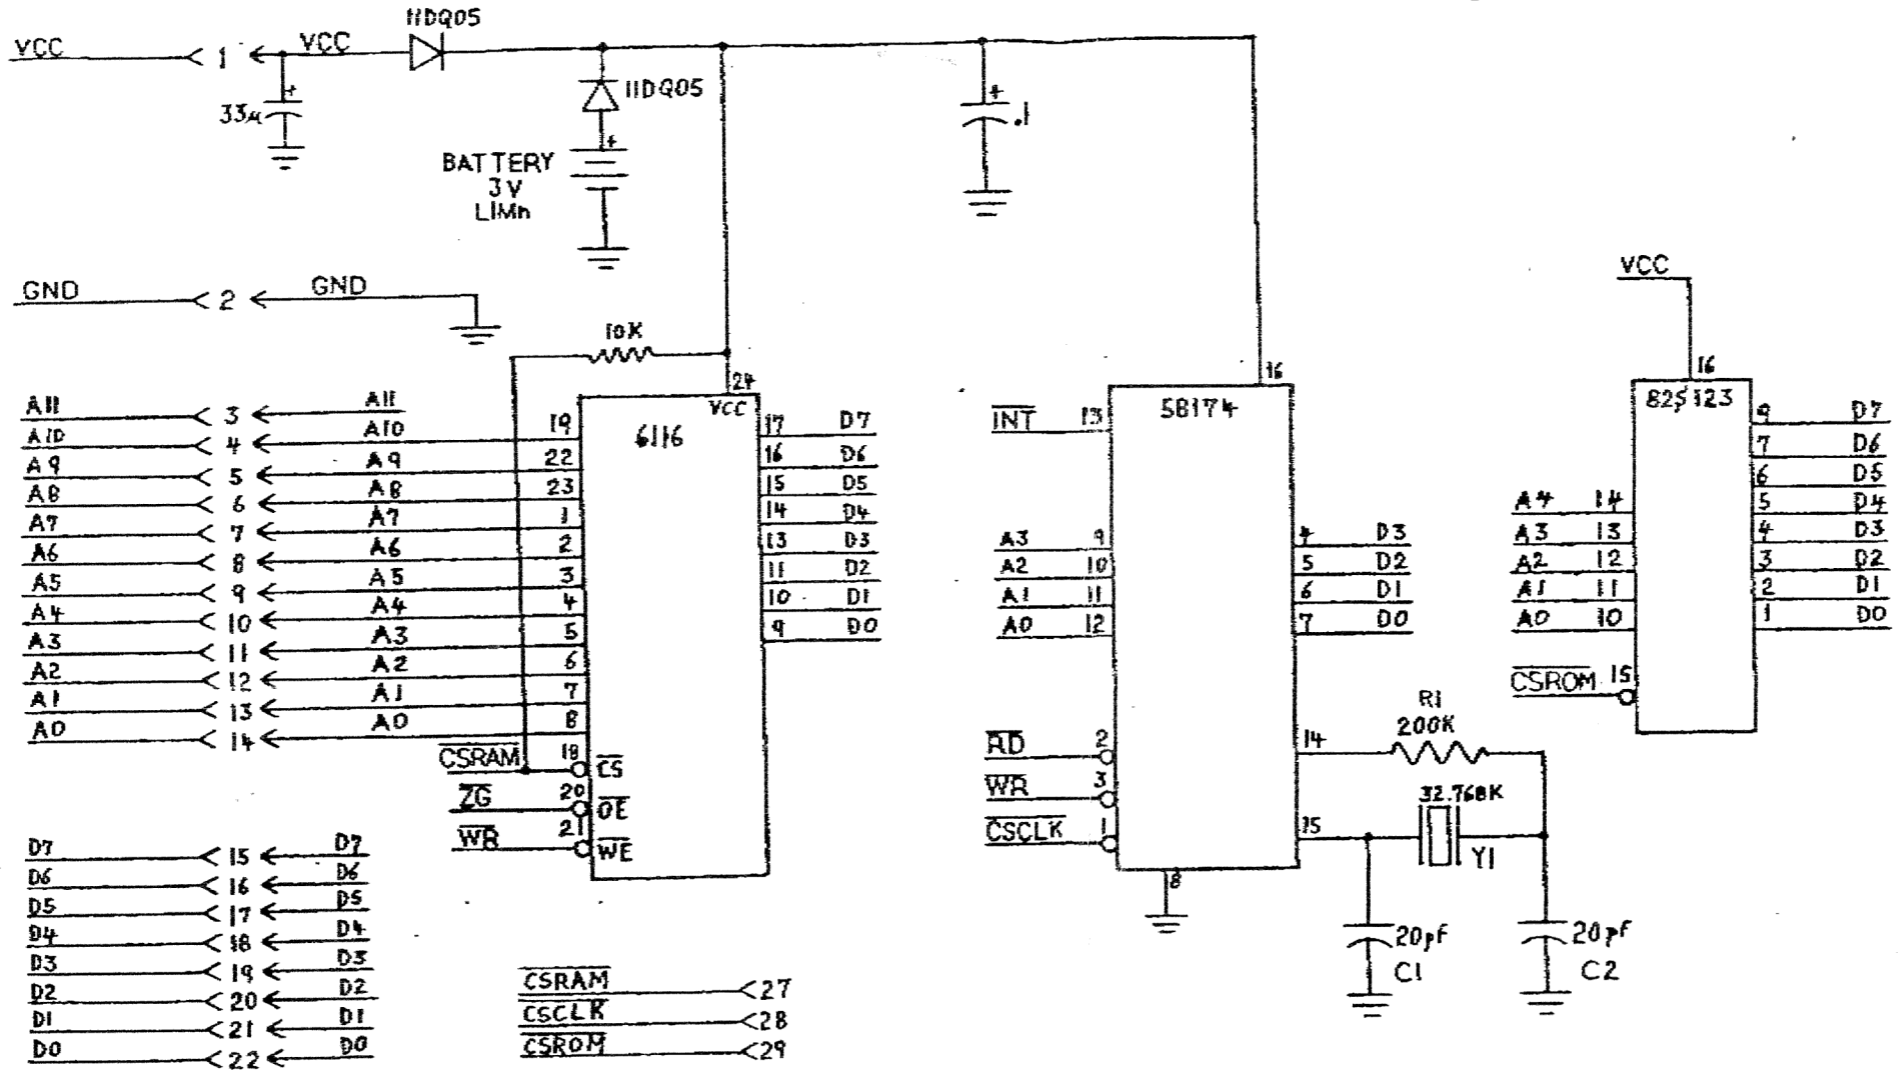 11DQ05
VCC 1 VCC
33µ
11DQ05
.1
BATTERY
3V
LIMn
VCC
GND 2 GND
10K
A11 3 A11
A10 4 A10 19
A9 5 A9 22
A8 6 A8 23
A7 7 A7 1
A6 8 A6 2
A5 9 A5 3
A4 10 A4 4
A3 11 A3 5
A2 12 A2 6
A1 13 A1 7
A0 14 A0 8
CSRAM 18 CS
ZG 20 OE
WR 21 WE
24
VCC
6116
17 D7
16 D6
15 D5
14 D4
13 D3
11 D2
10 D1
9 D0
16
58174
INT 13
A3 9
A2 10
A1 11
A0 12
RD 2
WR 3
CSCLK 1
8
4 D3
5 D2
6 D1
7 D0
14
R1
200K
32.768K
15
Y1
20pF
C1
20pF
C2
16
82S123
A4 14
A3 13
A2 12
A1 11
A0 10
CSROM 15
9 D7
7 D6
6 D5
5 D4
4 D3
3 D2
2 D1
1 D0
D7 15 D7
D6 16 D6
D5 17 D5
D4 18 D4
D3 19 D3
D2 20 D2
D1 21 D1
D0 22 D0
CSRAM 27
CSCLK 28
CSROM 29